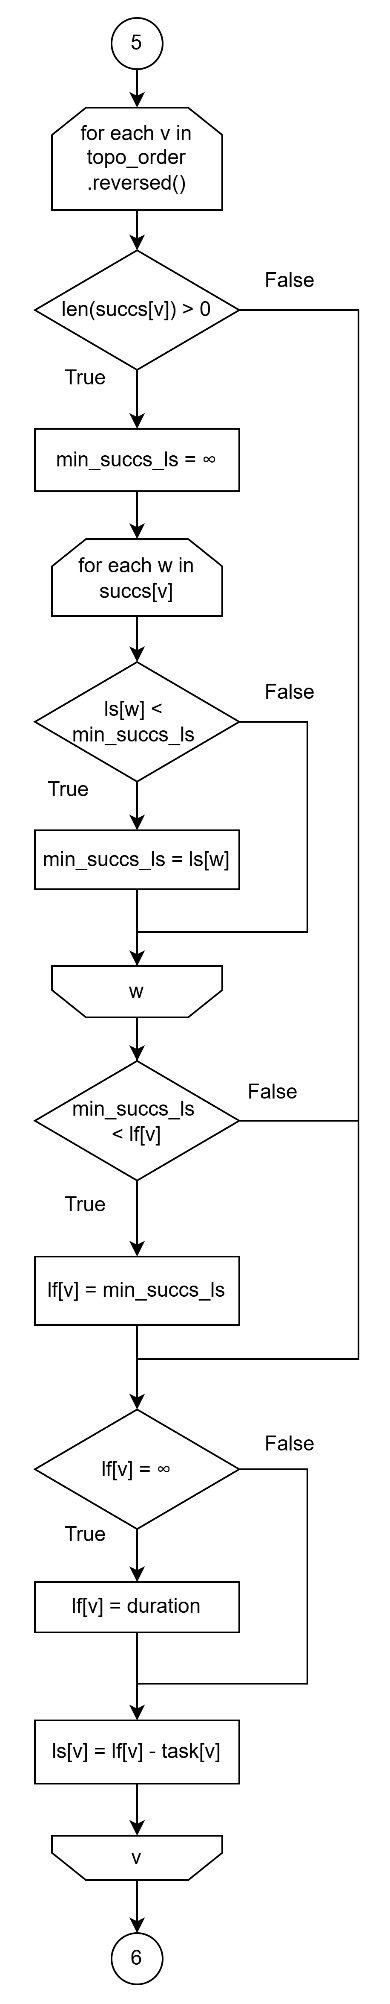 5
for each v in
topo_order
.reversed()
False
len(succs[v]) > 0
True
min_succs_ls = ∞
for each w in
succs[v]
False
ls[w] <
min_succs_ls
True
min_succs_ls = ls[w]
w
min_succs_ls
< lf[v]
False
True
lf[v] = min_succs_ls
False
lf[v] = ∞
True
lf[v] = duration
ls[v] = lf[v] - task[v]
v
6